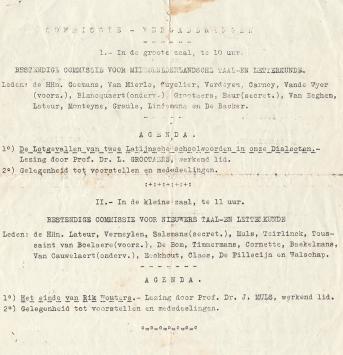 COMMISSIE - VERGADERINGEN
I.- In de groote zaal, te 10 uur.
BESTENDIGE COMMISSIE VOOR MIDDELNEDERLANDSCHE TAAL-EN LETTERKUNDE.
Leden: de HHn. Goemans, Van Mierlo, Cuvelier, Verdeyen, Carnoy, Vande Wyer
(voorz.), Blancquaert(onderv.), Grootaers, Baur(secret.), Van Eeghem,
Lateur, Monteyne, Grauls, Lindemans en De Backer.
AGENDA.
1°) De Lotgevallen van twee Latijnsche schoolwoorden in onze Dialecten.-
Lezing door Prof. Dr. L. GROOTAERS, werkend lid.
2°) Gelegenheid tot voorstellen en mededeelingen.
-+-+-+-+-+-
II.- In de kleine zaal, te 11 uur.
BESTENDIGE COMMISSIE VOOR NIEUWERE TAAL-EN LETTERKUNDE
Leden: de HHn. Lateur, Vermeylen, Salsmans(secret.), Muls, Teirlinck, Tous-
saint van Boelaere(voorz.), De Bom, Timmermans, Cornette, Boekelmans,
Van Cauwelaert(onderv.), Eeckhout, Claes, De Pillecijn en Walschap.
AGENDA.
1°) Het einde van Rik Wouters.- Lezing door Prof. Dr. J. MULS, werkend lid.
2°) Gelegenheid tot voorstellen en mededeelingen.